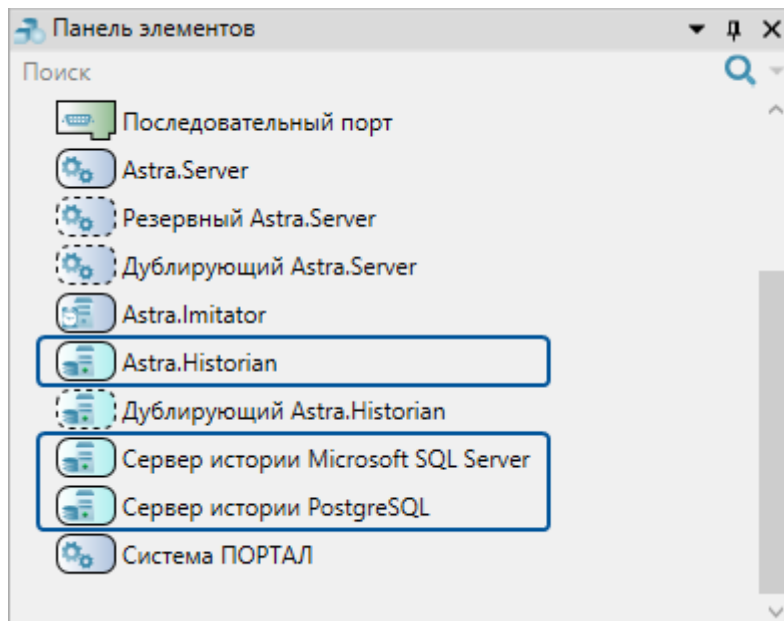 Панель элементов
Поиск
Последовательный порт
Astra.Server
Резервный Astra.Server
Дублирующий Astra.Server
Astra.Imitator
Astra.Historian
Дублирующий Astra.Historian
Сервер истории Microsoft SQL Server
Сервер истории PostgreSQL
Система ПОРТАЛ